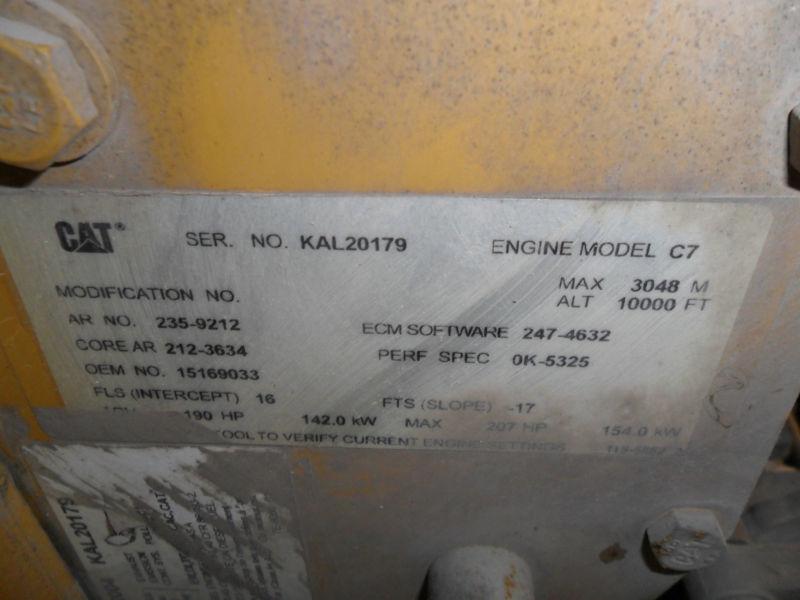 CAT® SER. NO. KAL20179 ENGINE MODEL C7
MODIFICATION NO. MAX 3048 M
ALT 10000 FT
AR NO. 235-9212 ECM SOFTWARE 247-4632
CORE AR 212-3634 PERF SPEC 0K-5325
OEM NO. 15169033
FLS (INTERCEPT) 16 FTS (SLOPE) -17
190 HP 142.0 kW MAX 207 HP 154.0 kW
TOOL TO VERIFY CURRENT ENGINE SETTINGS
KAL20179